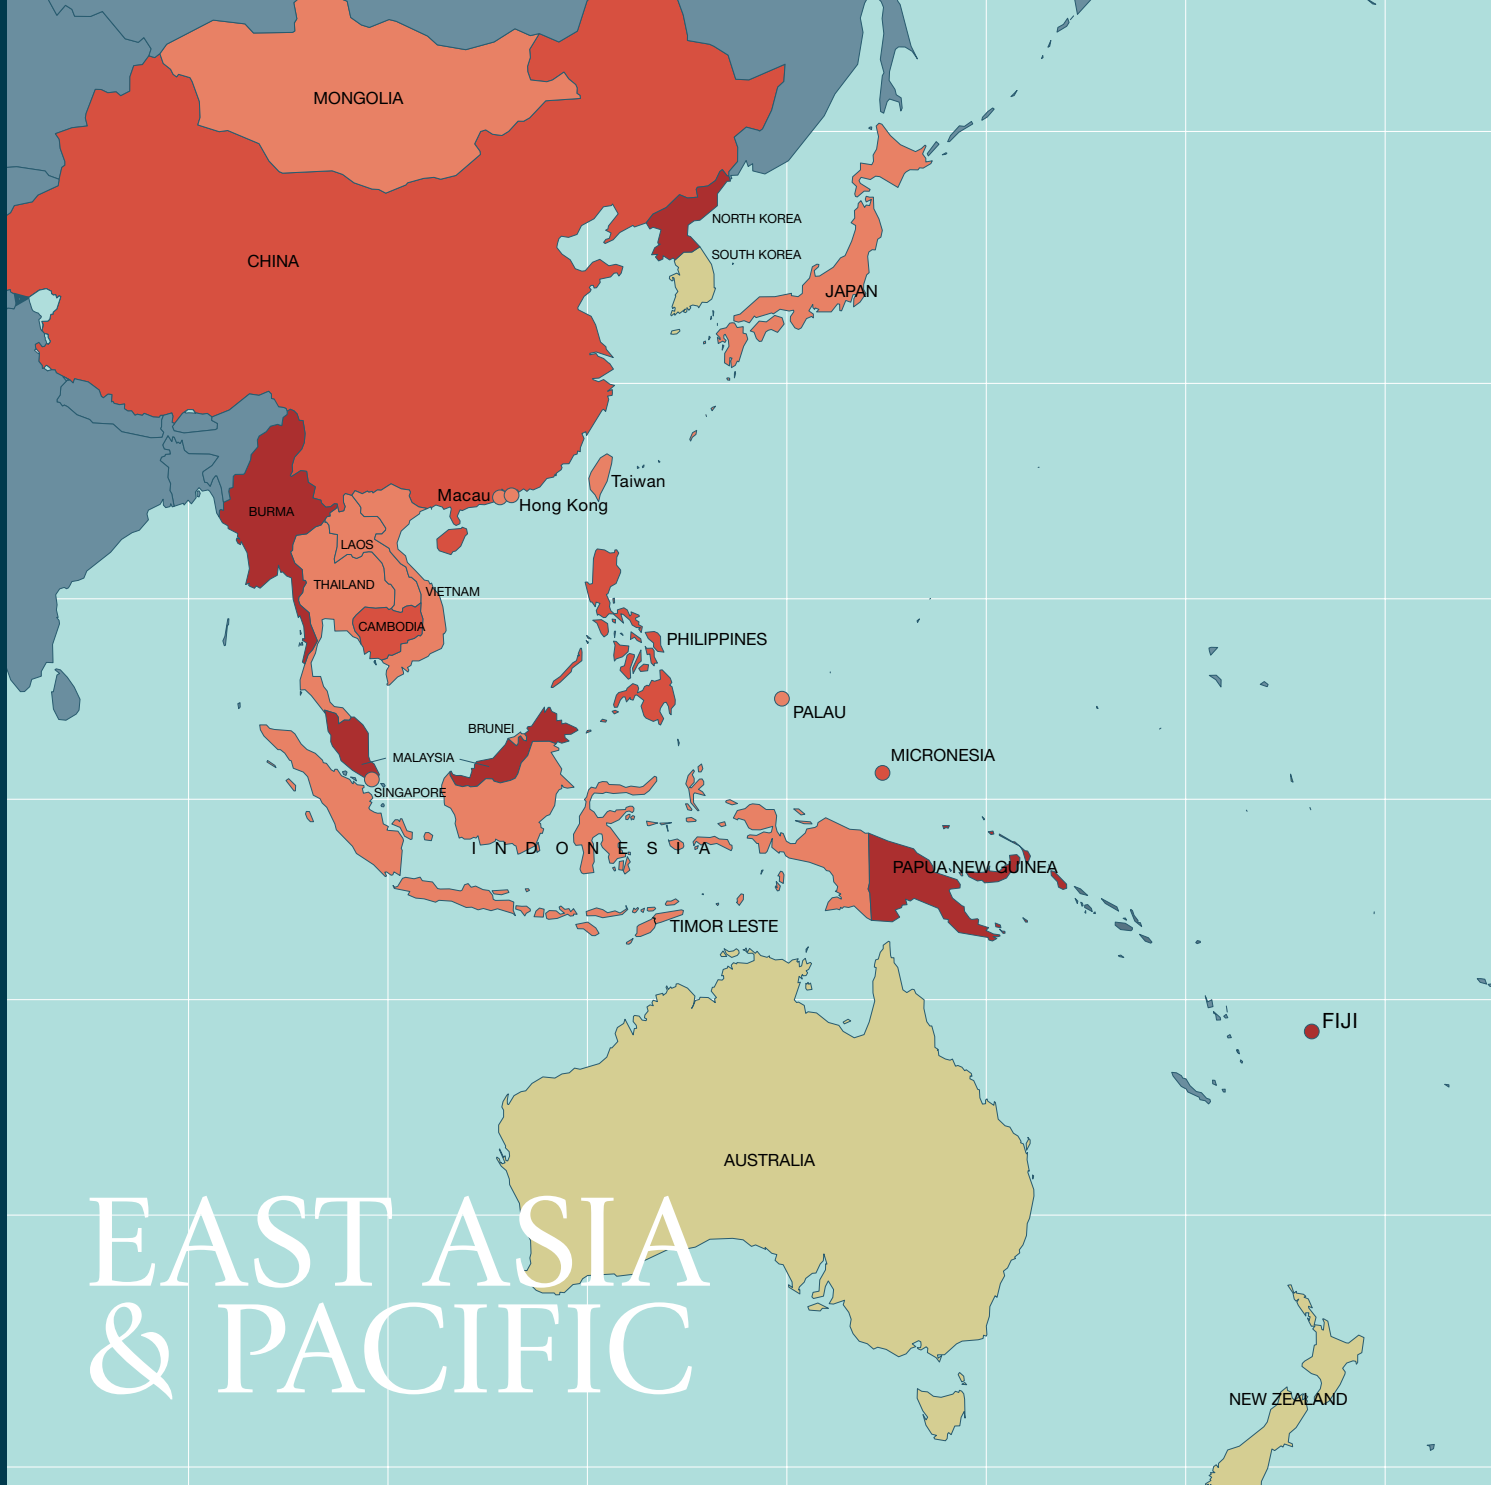 MONGOLIA
NORTH KOREA
SOUTH KOREA
CHINA
JAPAN
Taiwan
Macau
Hong Kong
BURMA
LAOS
THAILAND
VIETNAM
CAMBODIA
PHILIPPINES
PALAU
BRUNEI
MALAYSIA
MICRONESIA
SINGAPORE
INDONESIA
PAPUA NEW GUINEA
TIMOR LESTE
FIJI
AUSTRALIA
EAST ASIA
& PACIFIC
NEW ZEALAND